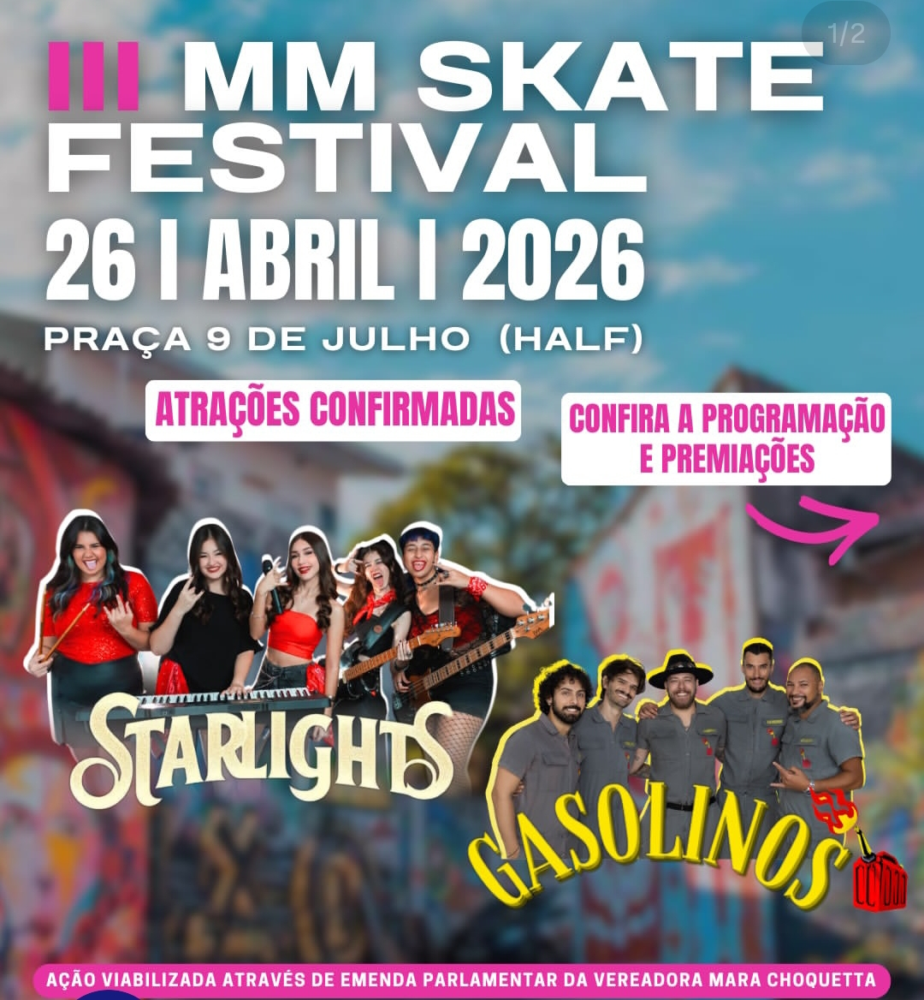 1/2
III MM SKATE
FESTIVAL
26 | ABRIL | 2026
PRAÇA 9 DE JULHO (HALF)
ATRAÇÕES CONFIRMADAS
CONFIRA A PROGRAMAÇÃO
E PREMIAÇÕES
STARLIGHTS
GASOLINOS
AÇÃO VIABILIZADA ATRAVÉS DE EMENDA PARLAMENTAR DA VEREADORA MARA CHOQUETTA